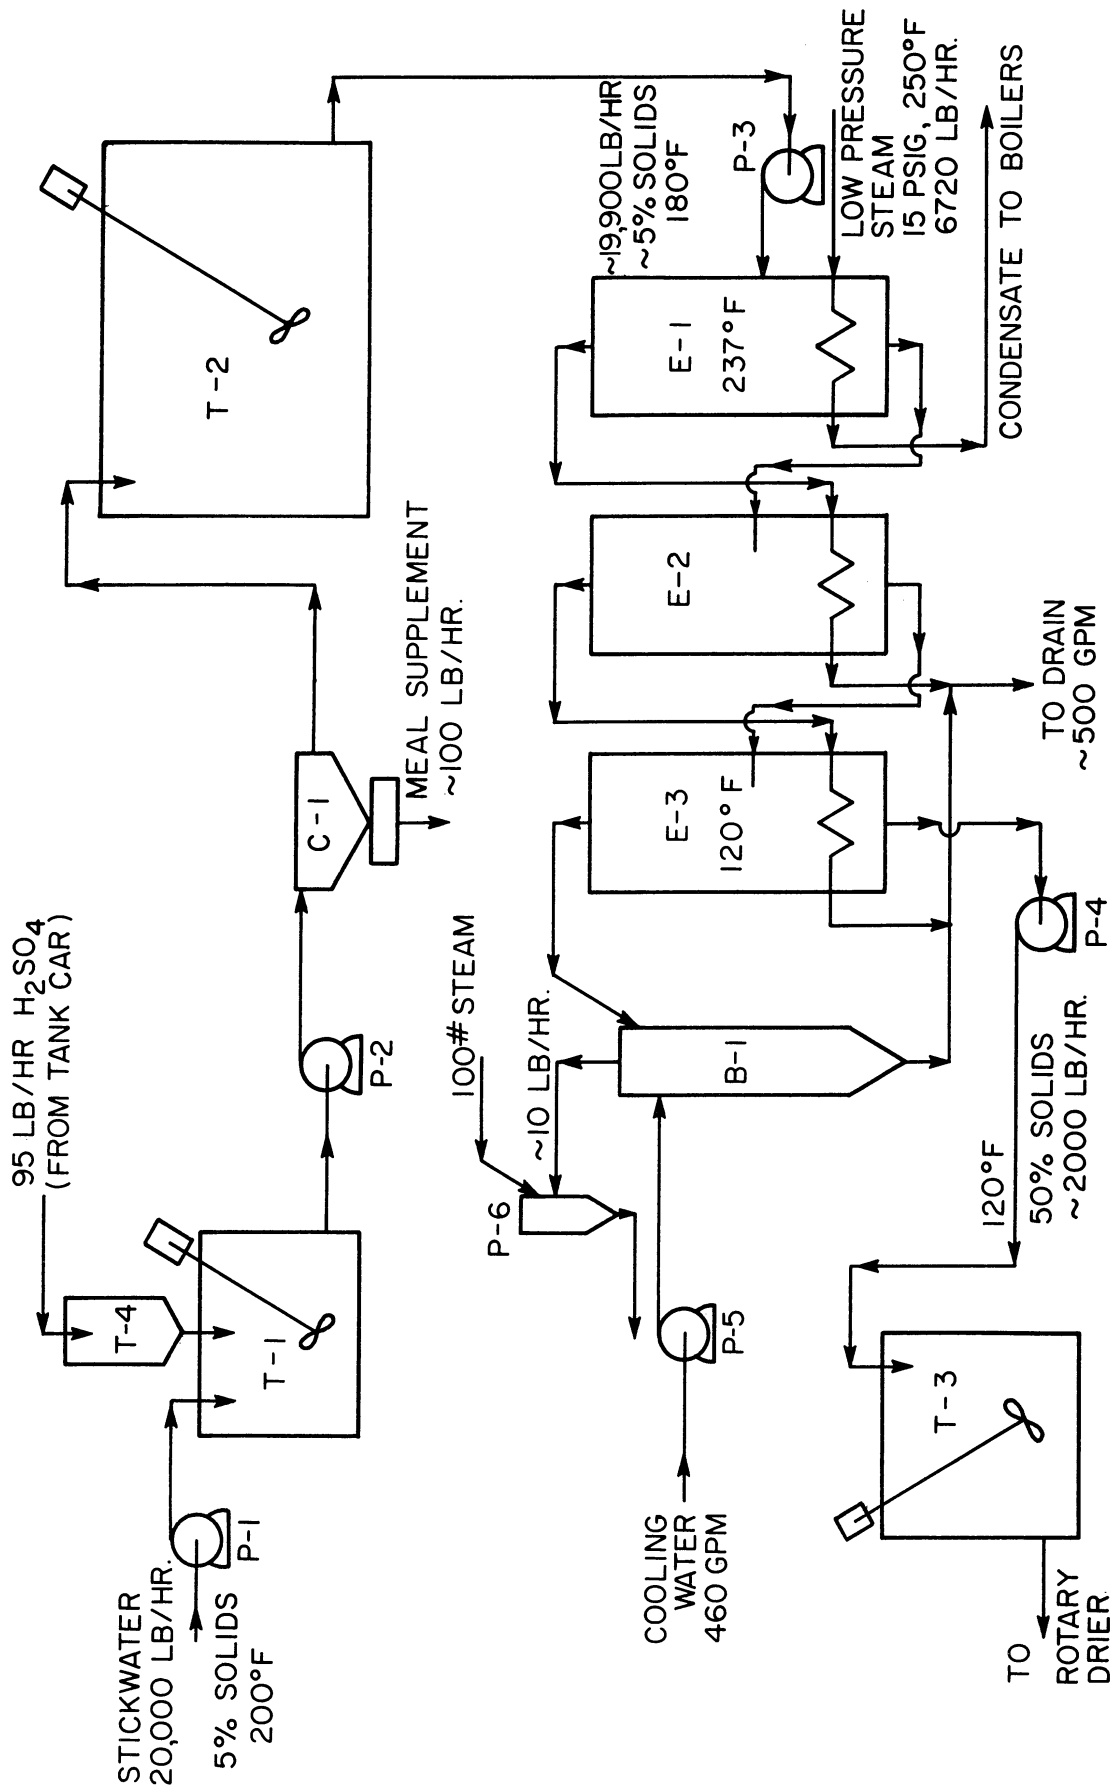 95 LB/HR H₂SO₄
(FROM TANK CAR)
T-4
T-1
STICKWATER
20,000 LB/HR.
5% SOLIDS
200°F
P-1
P-2
C-1
MEAL SUPPLEMENT
~100 LB/HR.
T-2
100# STEAM
P-6
~10 LB/HR.
B-1
COOLING
WATER
460 GPM
P-5
E-3
120°F
E-2
E-1
237°F
~19,900LB/HR
~5% SOLIDS
180°F
P-3
LOW PRESSURE
STEAM
15 PSIG, 250°F
6720 LB/HR.
CONDENSATE TO BOILERS
TO DRAIN
~500 GPM
P-4
120°F
50% SOLIDS
~2000 LB/HR.
T-3
TO
ROTARY
DRIER